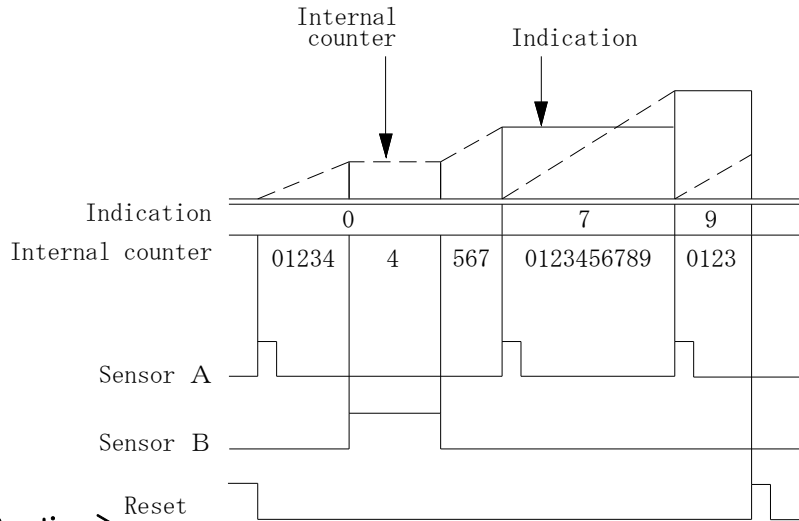 Internal
counter
Indication
Indication 0 7 9
Internal counter 01234 4 567 0123456789 0123
Sensor A
Sensor B
Reset